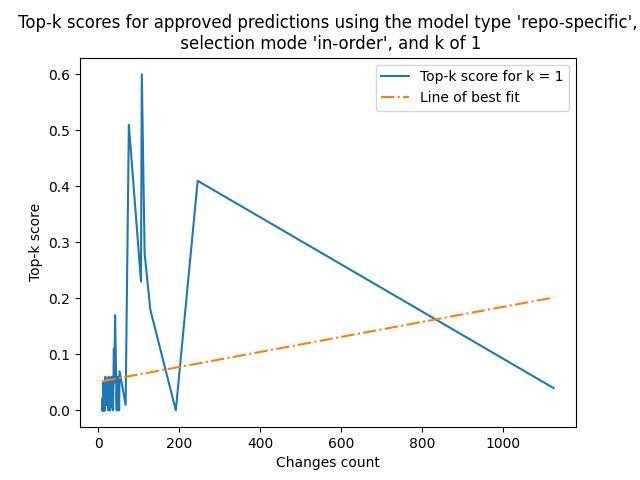 Top-k scores for approved predictions using the model type 'repo-specific',
selection mode 'in-order', and k of 1
Top-k score for k = 1
Line of best fit
0.6
0.5
0.4
0.3
0.2
0.1
0.0
Top-k score
0
200
400
600
800
1000
Changes count